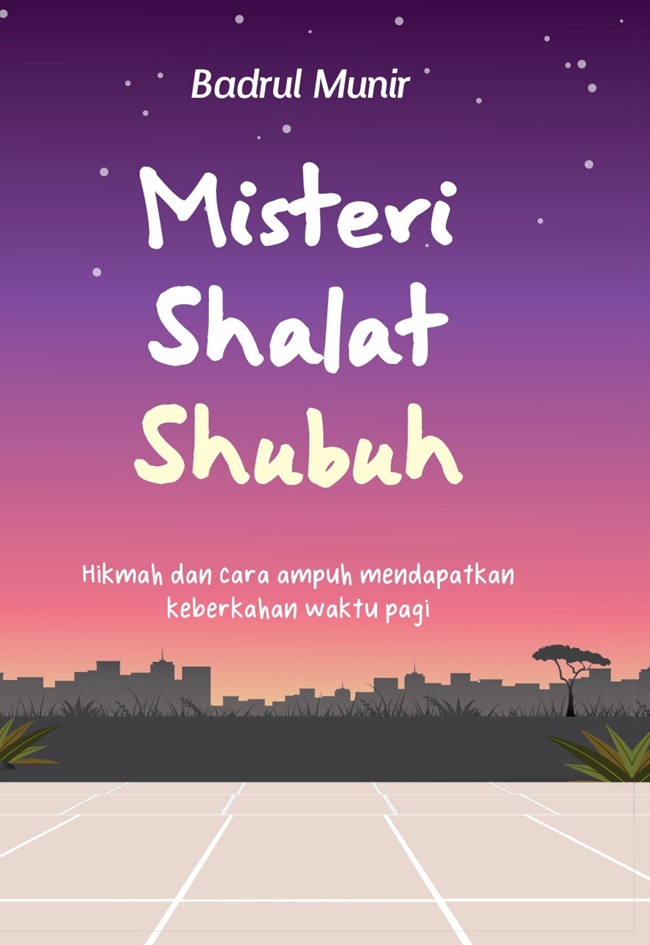 Badrul Munir
Misteri
Shalat
Shubuh
Hikmah dan cara ampuh mendapatkan
keberkahan waktu pagi